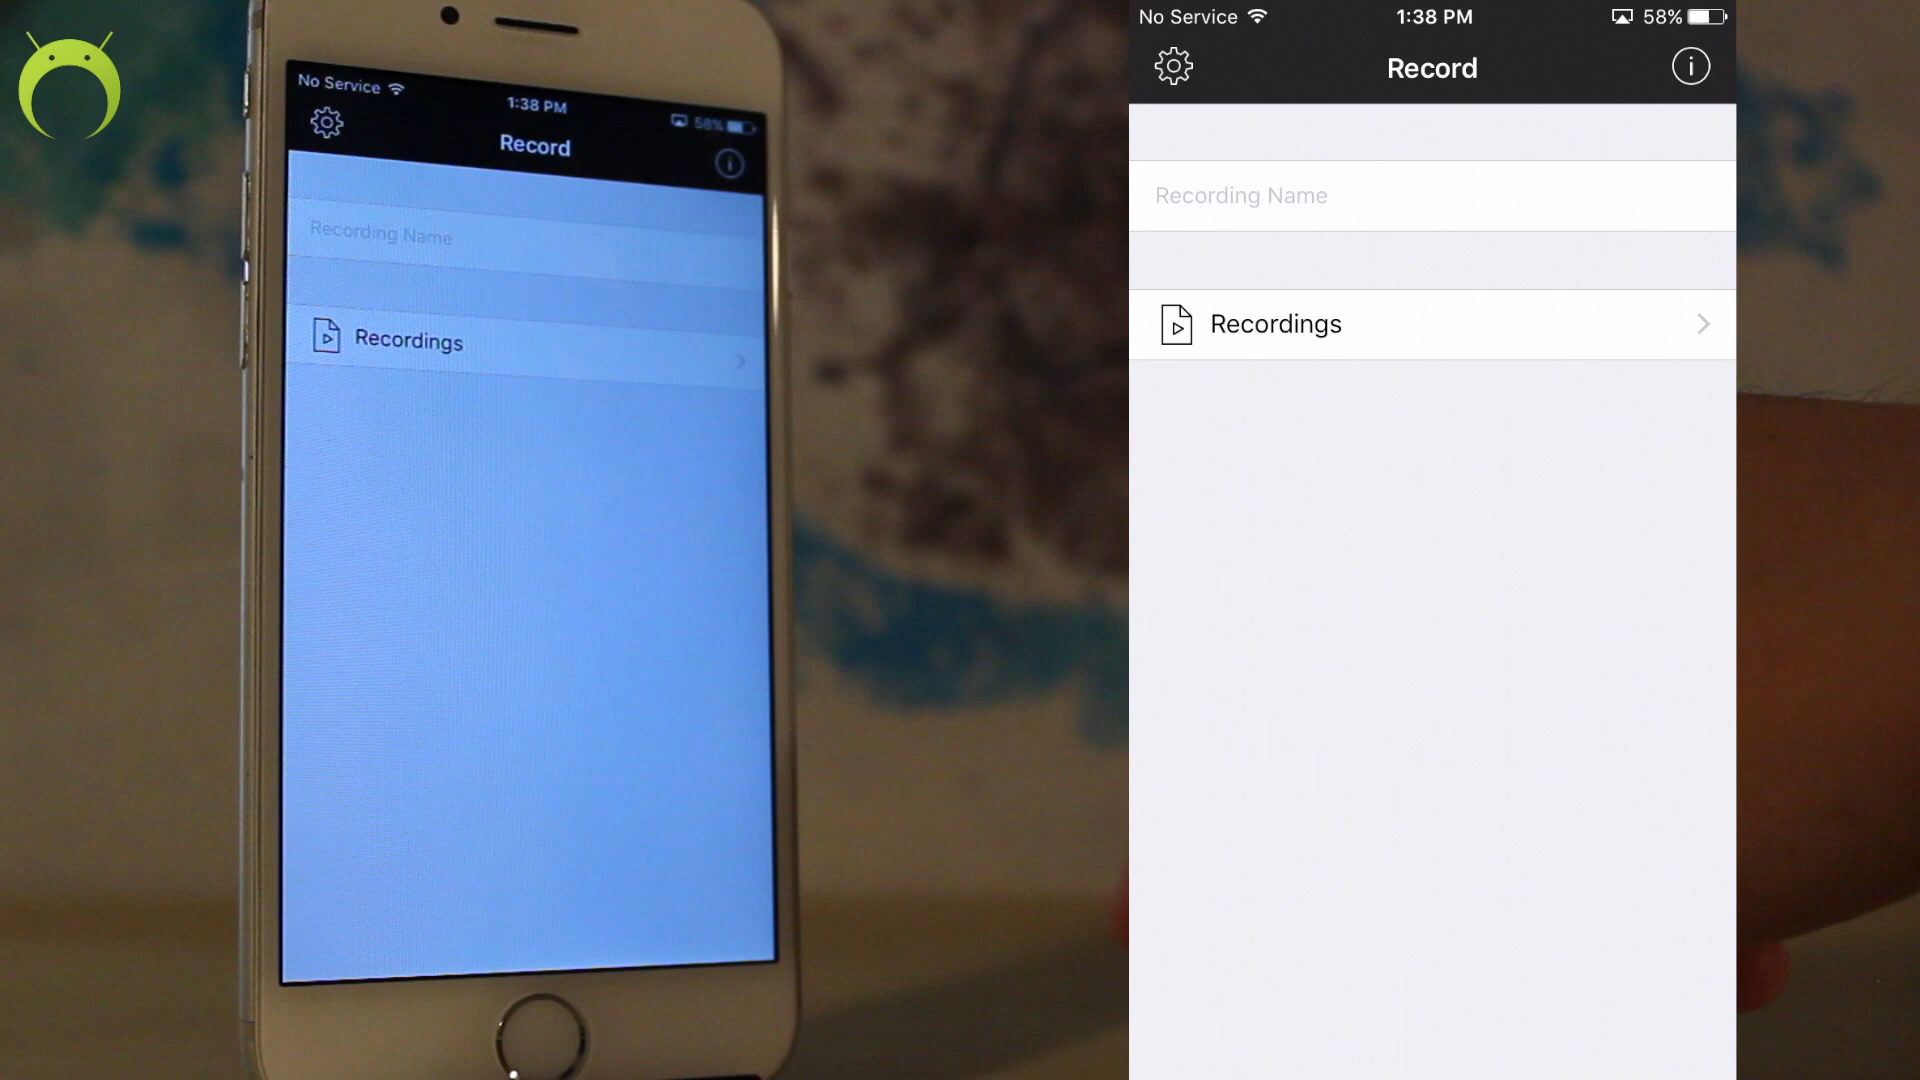 No Service
1:38 PM
58%
Record
Recording Name
Recordings
No Service
1:38 PM
58%
Record
Recording Name
Recordings